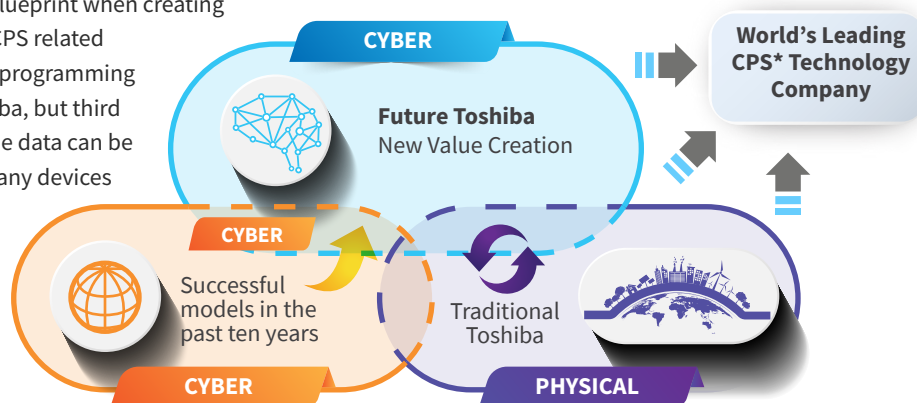 blueprint when creating
CPS related
programming
ba, but third
e data can be
any devices
CYBER
Future Toshiba
New Value Creation
World's Leading
CPS* Technology
Company
CYBER
Successful
models in the
past ten years
Traditional
Toshiba
CYBER
PHYSICAL